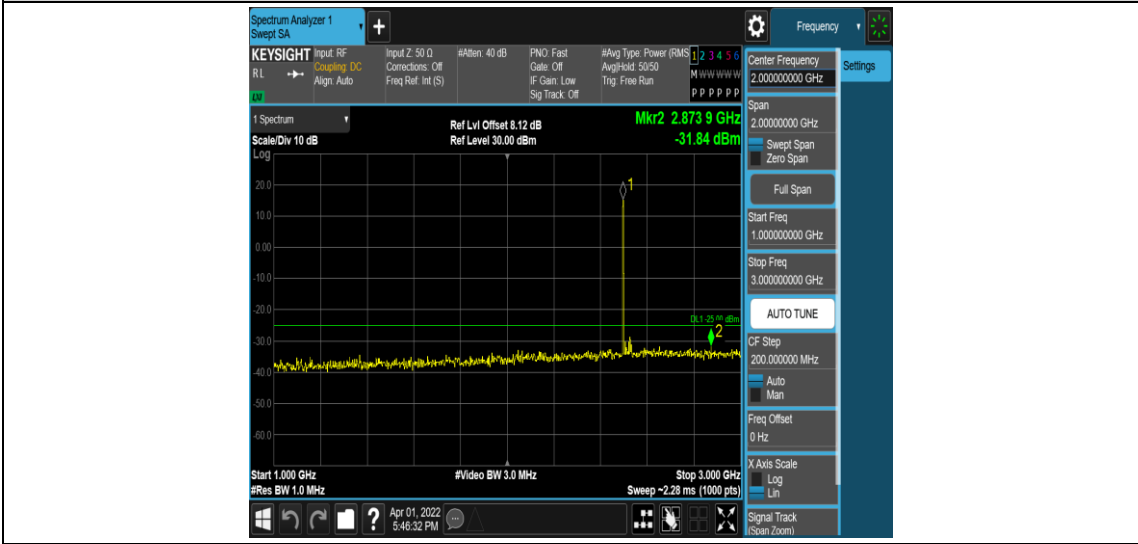 Spectrum Analyzer 1
Swept SA
+
Frequency
KEYSIGHT
RL
LXI
Input: RF
Coupling: DC
Align: Auto
Input Z: 50 Ω
Corrections: Off
Freq Ref: Int (S)
#Atten: 40 dB
PNO: Fast
Gate: Off
IF Gain: Low
Sig Track: Off
#Avg Type: Power (RMS
Avg|Hold: 50/50
Trig: Free Run
1 2 3 4 5 6
M W W W W W
P P P P P P
1 Spectrum
Scale/Div 10 dB
Log
Ref Lvl Offset 8.12 dB
Ref Level 30.00 dBm
Mkr2 2.873 9 GHz
-31.84 dBm
20.0
10.0
0.00
-10.0
-20.0
-30.0
-40.0
-50.0
-60.0
1
DL1 -25.00 dBm
2
Start 1.000 GHz
#Res BW 1.0 MHz
#Video BW 3.0 MHz
Stop 3.000 GHz
Sweep ~2.28 ms (1000 pts)
?
Apr 01, 2022
5:46:32 PM
Settings
Center Frequency
2.000000000 GHz
Span
2.00000000 GHz
Swept Span
Zero Span
Full Span
Start Freq
1.000000000 GHz
Stop Freq
3.000000000 GHz
AUTO TUNE
CF Step
200.000000 MHz
Auto
Man
Freq Offset
0 Hz
X Axis Scale
Log
Lin
Signal Track
(Span Zoom)